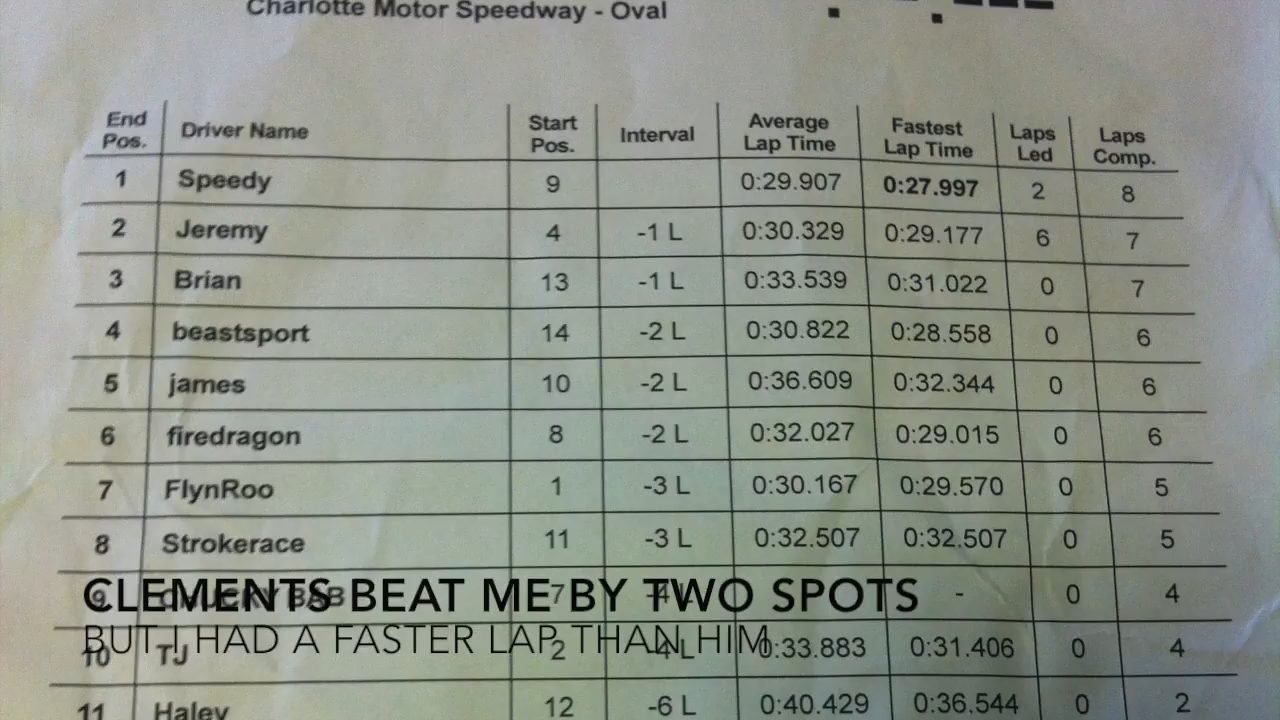 Charlotte Motor Speedway - Oval
End Pos. Driver Name Start Pos. Interval Average Lap Time Fastest Lap Time Laps Led Laps Comp.
1 Speedy 9 0:29.907 0:27.997 2 8
2 Jeremy 4 -1 L 0:30.329 0:29.177 6 7
3 Brian 13 -1 L 0:33.539 0:31.022 0 7
4 beastsport 14 -2 L 0:30.822 0:28.558 0 6
5 james 10 -2 L 0:36.609 0:32.344 0 6
6 firedragon 8 -2 L 0:32.027 0:29.015 0 6
7 FlynRoo 1 -3 L 0:30.167 0:29.570 0 5
8 Strokerace 11 -3 L 0:32.507 0:32.507 0 5
9 7 -4 L - 0 4
CLEMENTS BEAT ME BY TWO SPOTS
10 TJ 2 -4 L 0:33.883 0:31.406 0 4
BUT I HAD A FASTER LAP THAN HIM
11 Haley 12 -6 L 0:40.429 0:36.544 0 2